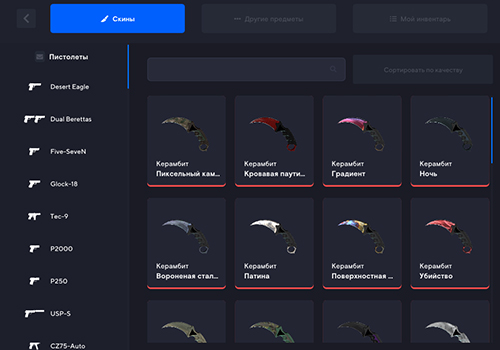 Скины
Другие предметы
Мой инвентарь
Пистолеты
Desert Eagle
Dual Berettas
Five-SeveN
Glock-18
Tec-9
P2000
P250
USP-S
CZ75-Auto
Сортировать по качеству
Керамбит
Пиксельный кам...
Керамбит
Кровавая паути...
Керамбит
Градиент
Керамбит
Ночь
Керамбит
Вороненая стал...
Керамбит
Патина
Керамбит
Поверхностная ...
Керамбит
Убийство